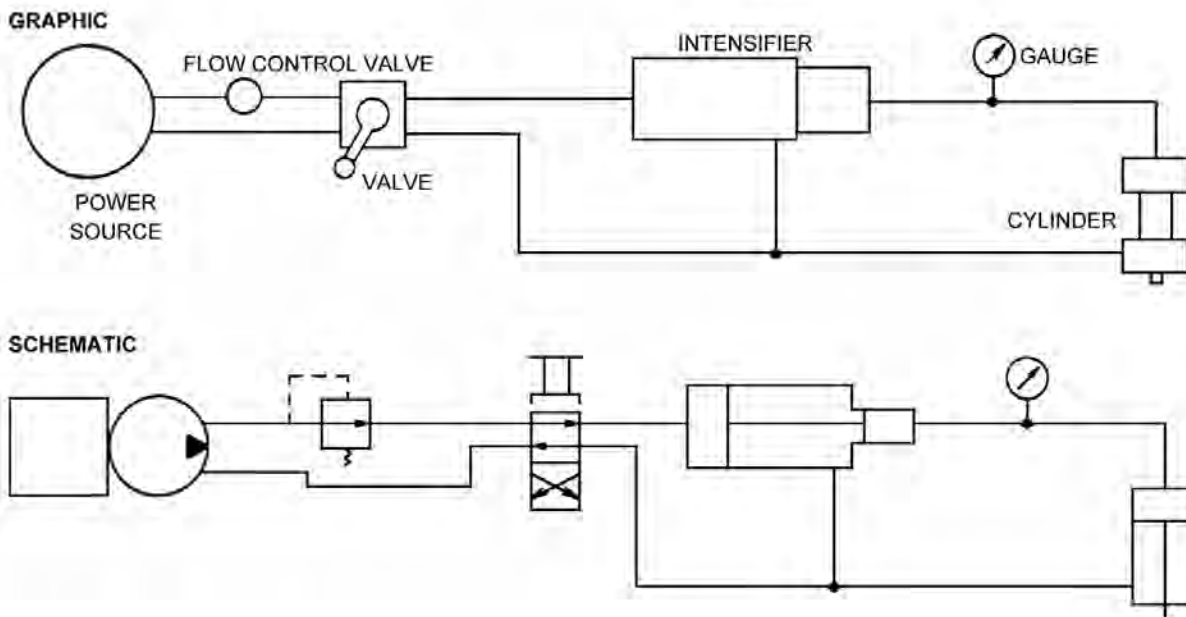 GRAPHIC
FLOW CONTROL VALVE
INTENSIFIER
GAUGE
VALVE
POWER
SOURCE
CYLINDER
SCHEMATIC